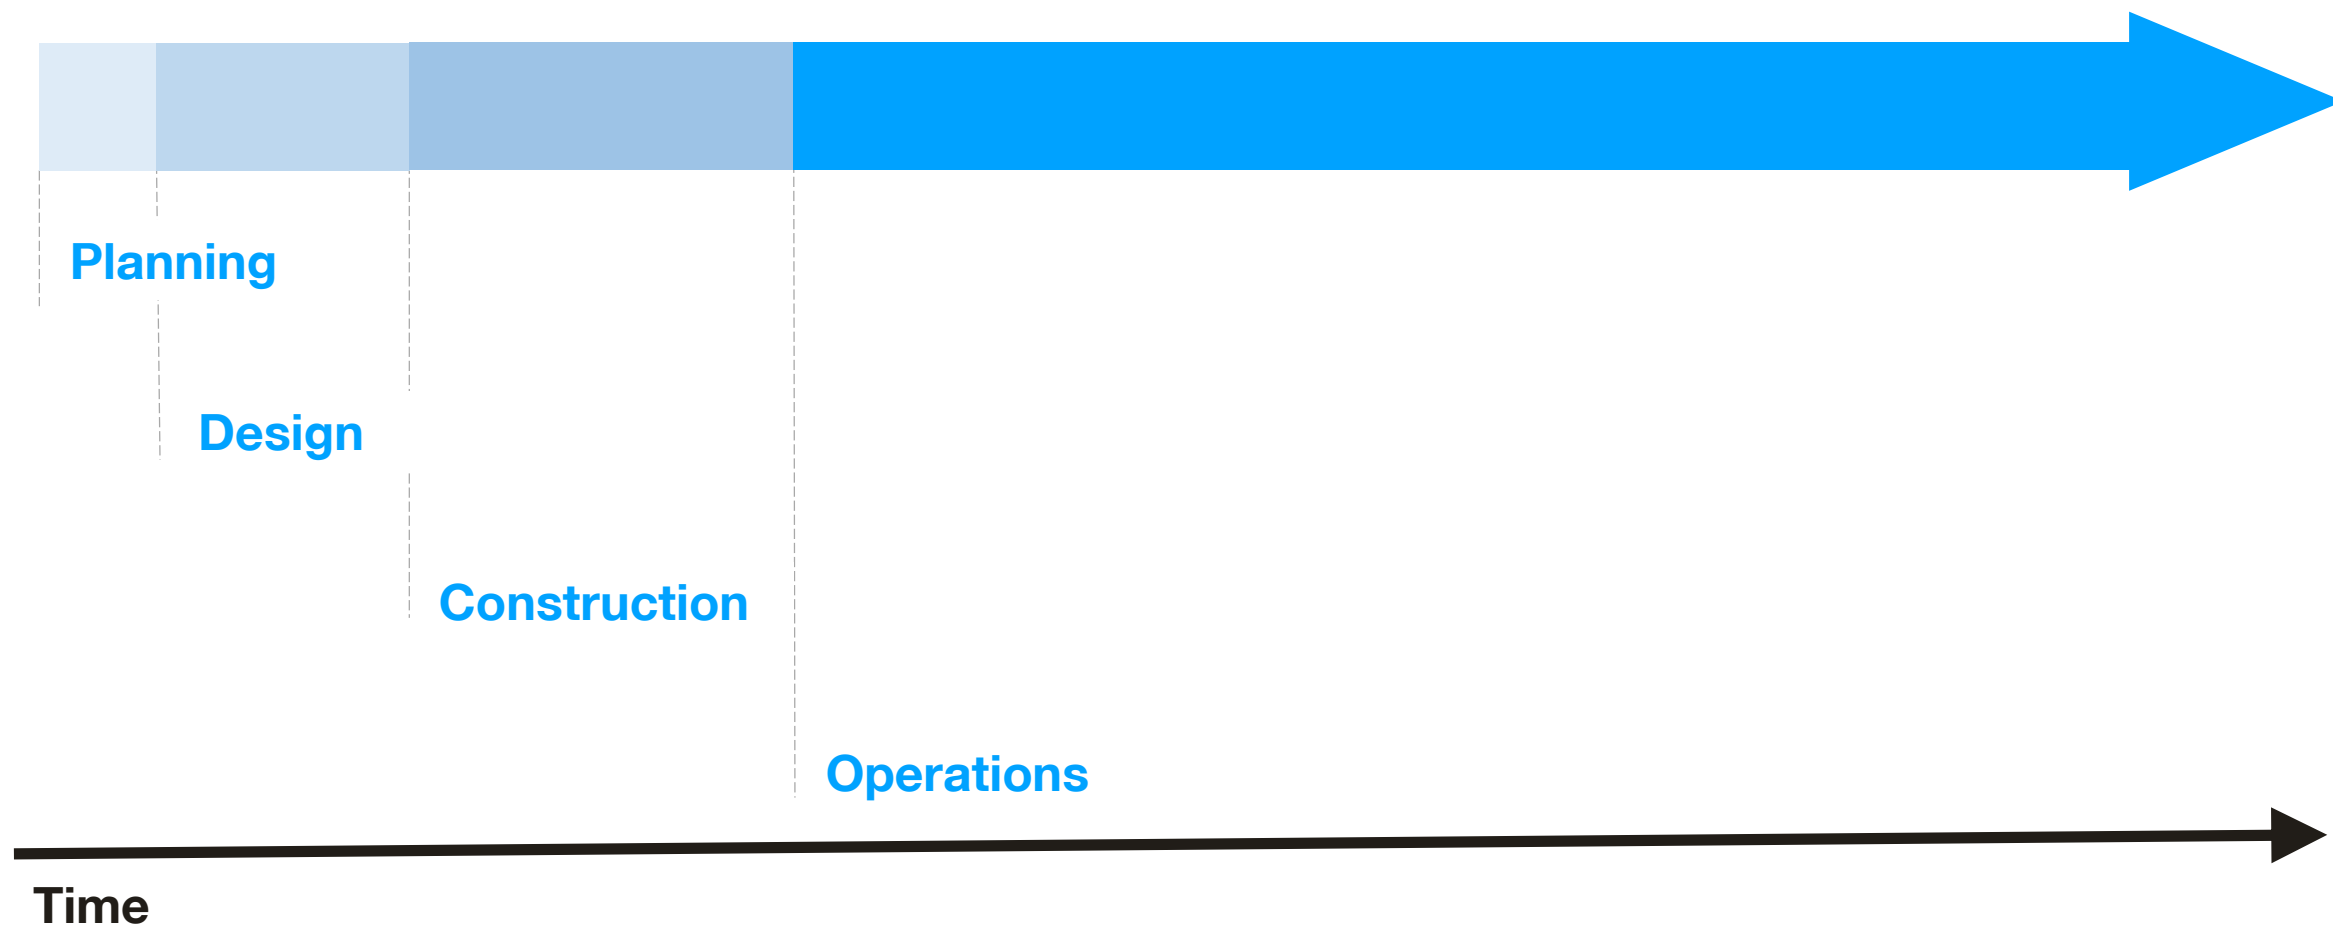 Planning
Design
Construction
Operations
Time